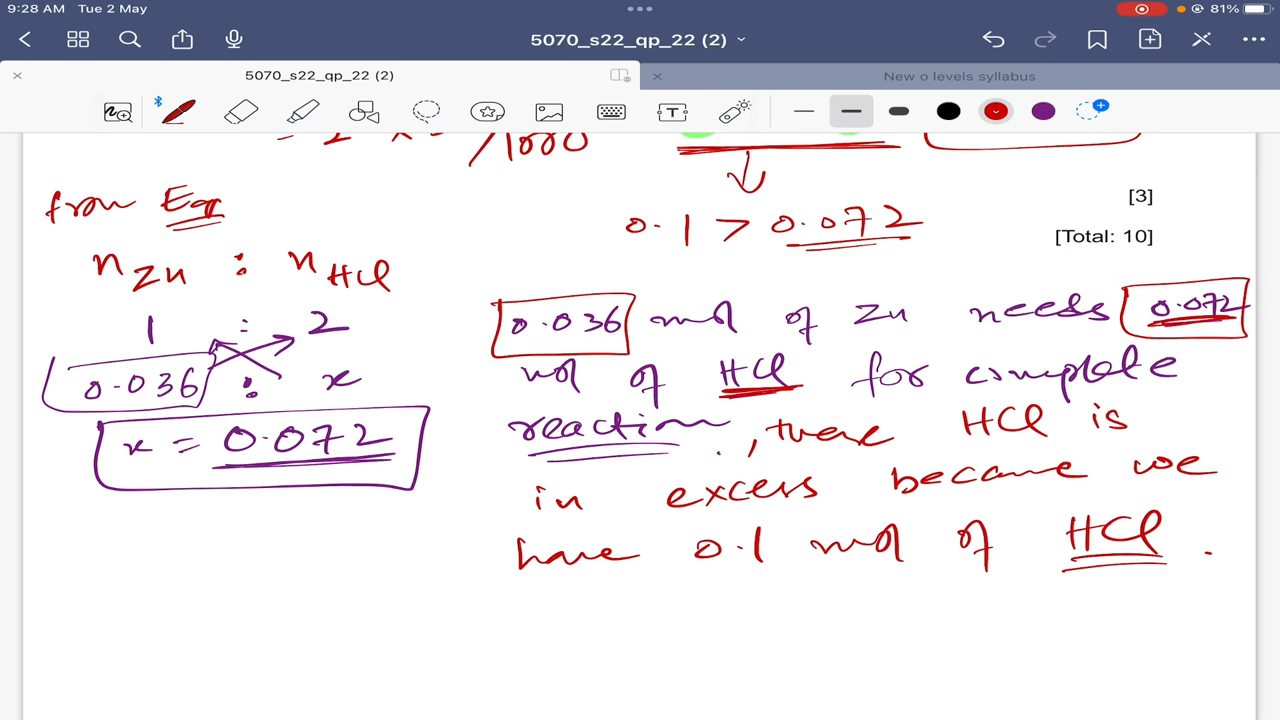 9:28 AM Tue 2 May
81%
5070_s22_qp_22 (2)
5070_s22_qp_22 (2)
New o levels syllabus
/1000
[3]
[Total: 10]
0.1 > 0.072
from Eqn
n Zn : n HCl
1 : 2
0.036 : x
x = 0.072
0.036 mol of Zn needs 0.072
mol of HCl for complete
reaction, there HCl is
in excess because we
have 0.1 mol of HCl.